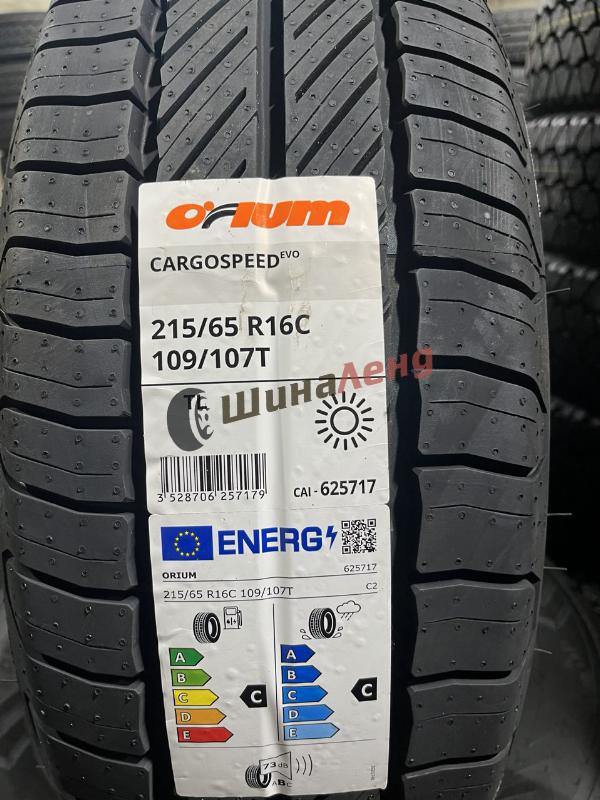 ORIUM
CARGOSPEED EVO
215/65 R16C
109/107T
TL
ШинаЛенд
3 528706 257179
CAI - 625717
ENERG
ORIUM 625717
215/65 R16C 109/107T C2
A A
B B
C C C C
D D
E E
73 dB
ABC